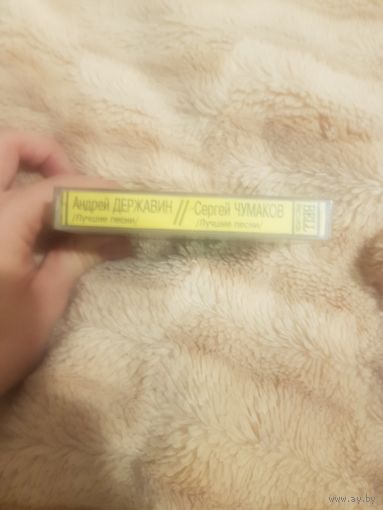 Андрей ДЕРЖАВИН // Сергей ЧУМАКОВ
/Лучшие песни/ /Лучшие песни/
www.ay.by